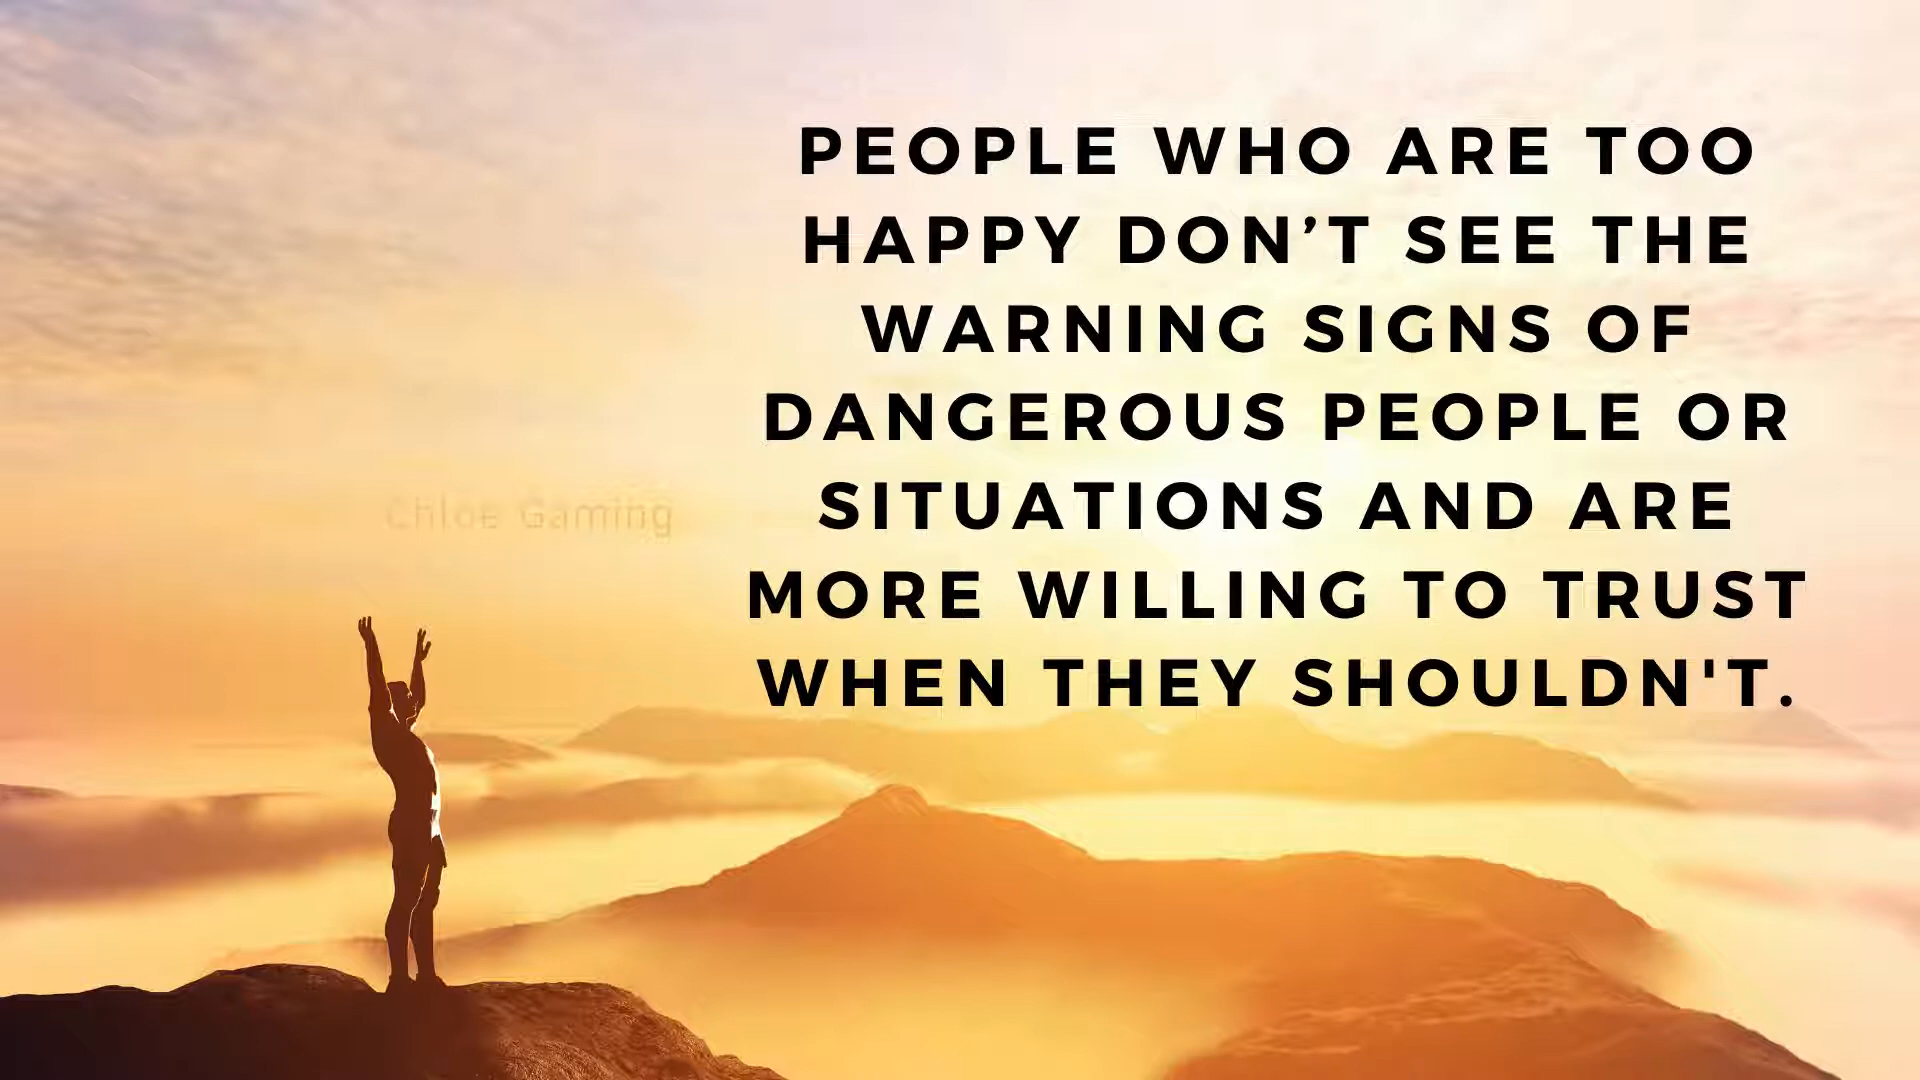 PEOPLE WHO ARE TOO
HAPPY DON’T SEE THE
WARNING SIGNS OF
DANGEROUS PEOPLE OR
SITUATIONS AND ARE
MORE WILLING TO TRUST
WHEN THEY SHOULDN'T.
Chloe Gaming